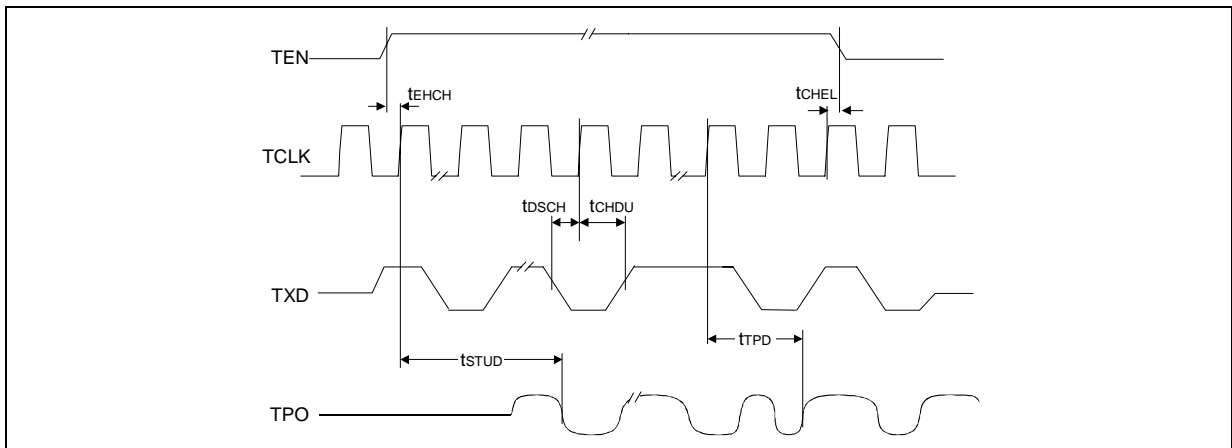 TEN
tEHCH
tCHEL
TCLK
tDSCH tCHDU
TXD
tTPD
tSTUD
TPO